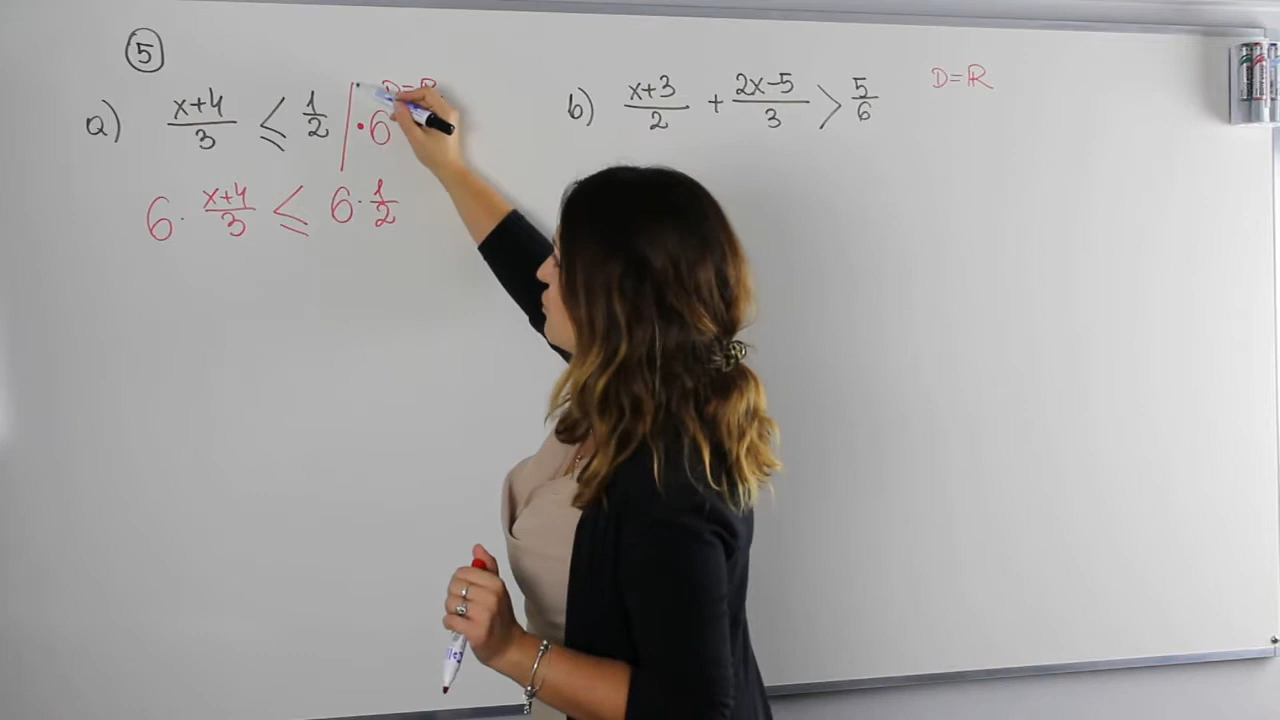 5
a) x+4/3 ≤ 1/2 | · 6 D=R
6 · x+4/3 ≤ 6 · 1/2
b) x+3/2 + 2x-5/3 > 5/6 D=ℝ